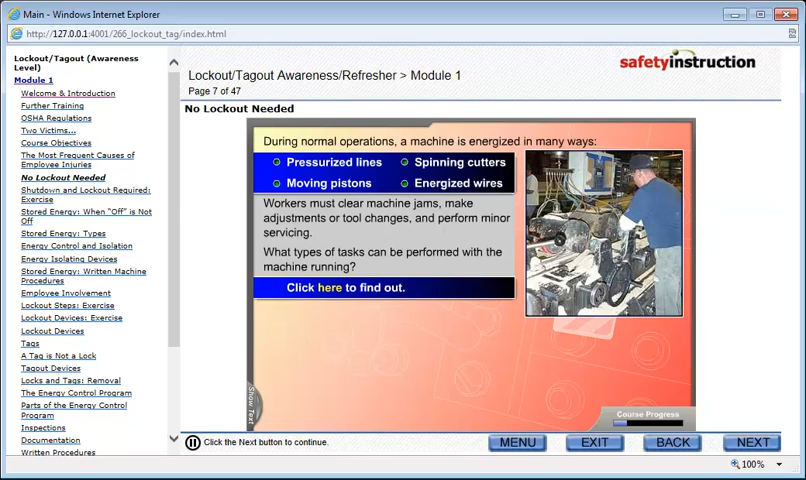 Main - Windows Internet Explorer
http://127.0.0.1:4001/266_lockout_tag/index.html
Lockout/Tagout (Awareness
Level)
Module 1
Welcome & Introduction
Further Training
OSHA Regulations
Two Victims...
Course Objectives
The Most Frequent Causes of
Employee Injuries
No Lockout Needed
Shutdown and Lockout Required:
Exercise
Stored Energy: When "Off" is Not
Off
Stored Energy: Types
Energy Control and Isolation
Energy Isolating Devices
Stored Energy: Written Machine
Procedures
Employee Involvement
Lockout Steps: Exercise
Lockout Devices: Exercise
Lockout Devices
Tags
A Tag is Not a Lock
Tagout Devices
Locks and Tags: Removal
The Energy Control Program
Parts of the Energy Control
Program
Inspections
Documentation
Written Procedures
Lockout/Tagout Awareness/Refresher > Module 1
Page 7 of 47
safetyinstruction
No Lockout Needed
During normal operations, a machine is energized in many ways:
Pressurized lines
Spinning cutters
Moving pistons
Energized wires
Workers must clear machine jams, make
adjustments or tool changes, and perform minor
servicing.
What types of tasks can be performed with the
machine running?
Click here to find out.
Show Text
Course Progress
Click the Next button to continue.
MENU
EXIT
BACK
NEXT
100%